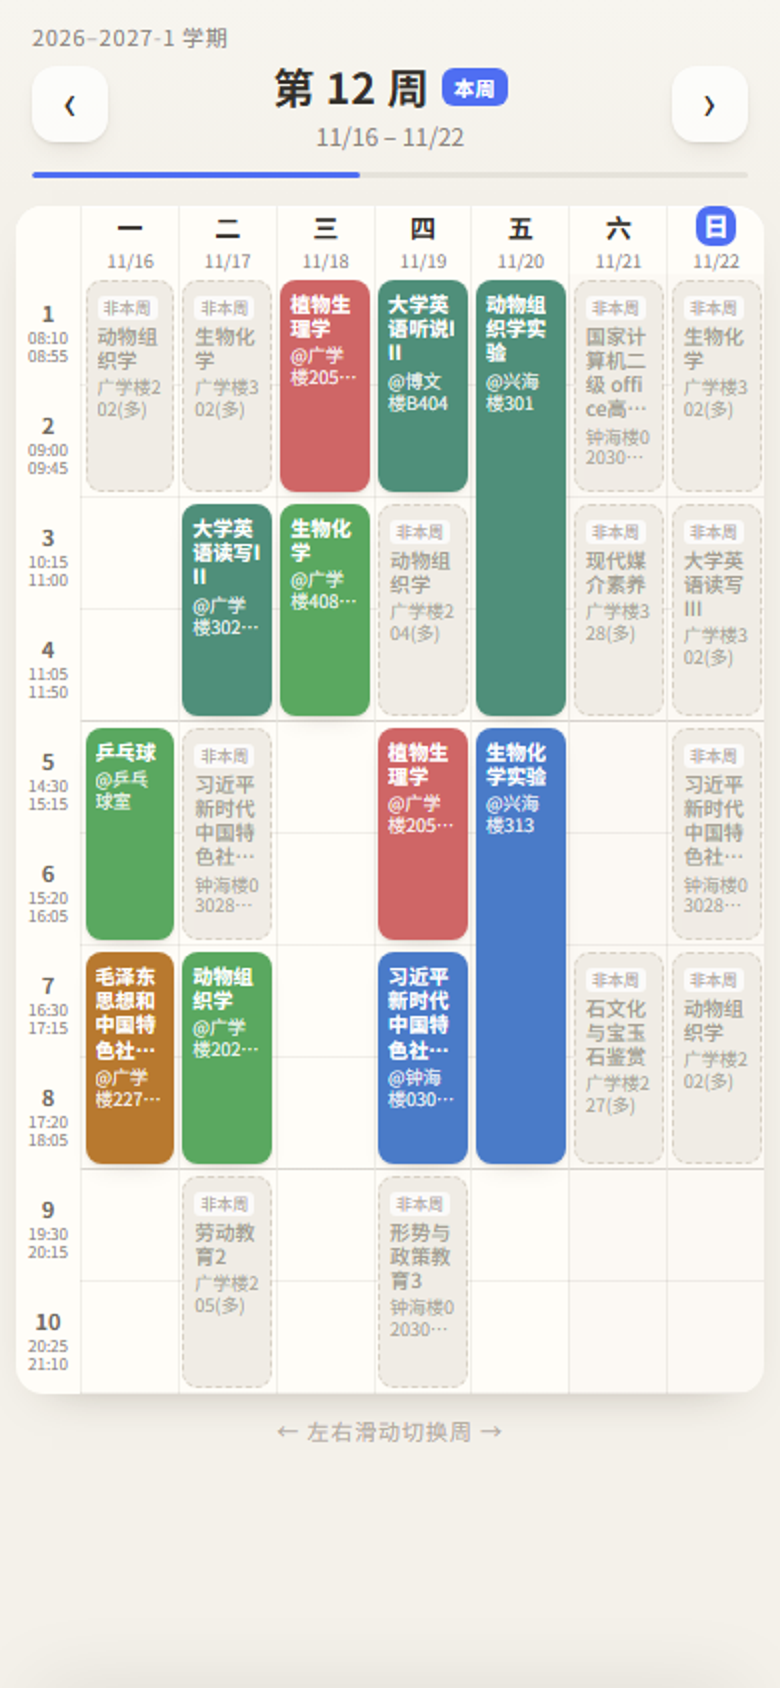 2026-2027-1 学期
‹
第 12 周 本周
›
11/16 – 11/22
一
11/16
二
11/17
三
11/18
四
11/19
五
11/20
六
11/21
日
11/22
1
08:10
08:55
2
09:00
09:45
3
10:15
11:00
4
11:05
11:50
5
14:30
15:15
6
15:20
16:05
7
16:30
17:15
8
17:20
18:05
9
19:30
20:15
10
20:25
21:10
非本周
动物组
织学
广学楼2
02(多)
乒乓球
@乒乓
球室
毛泽东
思想和
中国特
色社…
@广学
楼227…
非本周
生物化
学
广学楼3
02(多)
大学英
语读写I
II
@广学
楼302…
非本周
习近平
新时代
中国特
色社…
钟海楼0
3028…
动物组
织学
@广学
楼202…
非本周
劳动教
育2
广学楼2
05(多)
植物生
理学
@广学
楼205…
生物化
学
@广学
楼408…
大学英
语听说I
II
@博文
楼B404
非本周
动物组
织学
广学楼2
04(多)
植物生
理学
@广学
楼205…
习近平
新时代
中国特
色社…
@钟海
楼030…
非本周
形势与
政策教
育3
钟海楼0
2030…
动物组
织学实
验
@兴海
楼301
生物化
学实验
@兴海
楼313
非本周
国家计
算机二
级 offi
ce高…
钟海楼0
2030…
非本周
现代媒
介素养
广学楼3
28(多)
非本周
石文化
与宝玉
石鉴赏
广学楼2
27(多)
非本周
生物化
学
广学楼3
02(多)
非本周
大学英
语读写
III
广学楼3
02(多)
非本周
习近平
新时代
中国特
色社…
钟海楼0
3028…
非本周
动物组
织学
广学楼2
02(多)
← 左右滑动切换周 →